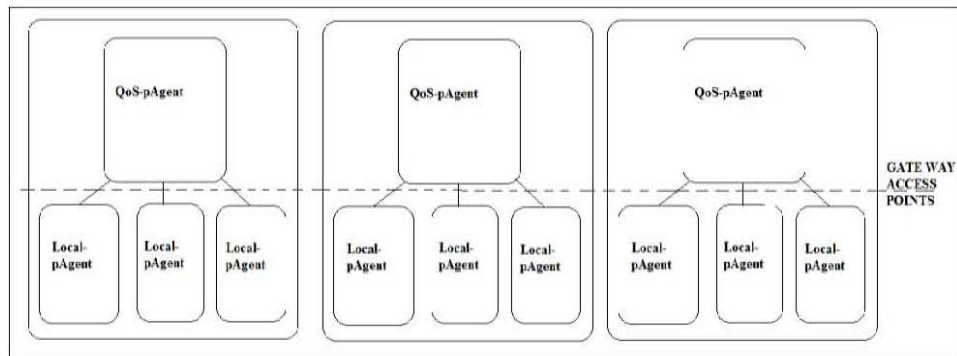 QoS-pAgent
QoS-pAgent
QoS-pAgent
GATE WAY
ACCESS
POINTS
Local-
pAgent
Local-
pAgent
Local-
pAgent
Local-
pAgent
Local-
pAgent
Local-
pAgent
Local-
pAgent
Local-
pAgent
Local-
pAgent